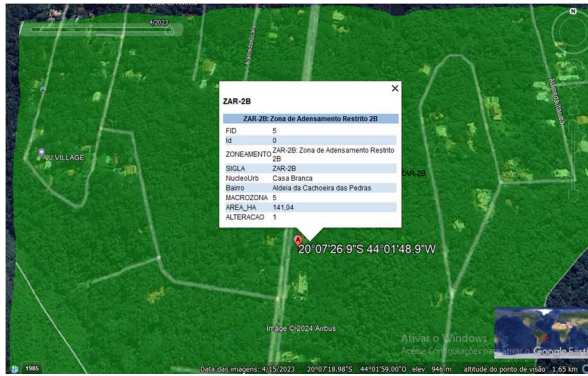 4/2023
N
ZAR-2B
ZAR-2B: Zona de Adensamento Restrito 2B
FID 5
Id 0
ZONEAMENTO ZAR-2B: Zona de Adensamento Restrito
2B
SIGLA ZAR-2B
NucleoUrb Casa Branca
Bairro Aldeia da Cachoeira das Pedras
MACROZONA 5
AREA_HA 141,04
ALTERACAO 1
VILLAGE
ZAR-2B
A
20°07'26.9"S 44°01'48.9"W
Image © 2024 Airbus
Ativar o Windows
Google Earth
1985
Data das imagens: 4/15/2023 20°07'18.98"S 44°01'59.00"O elev 946 m altitude do ponto de visão 1.65 km